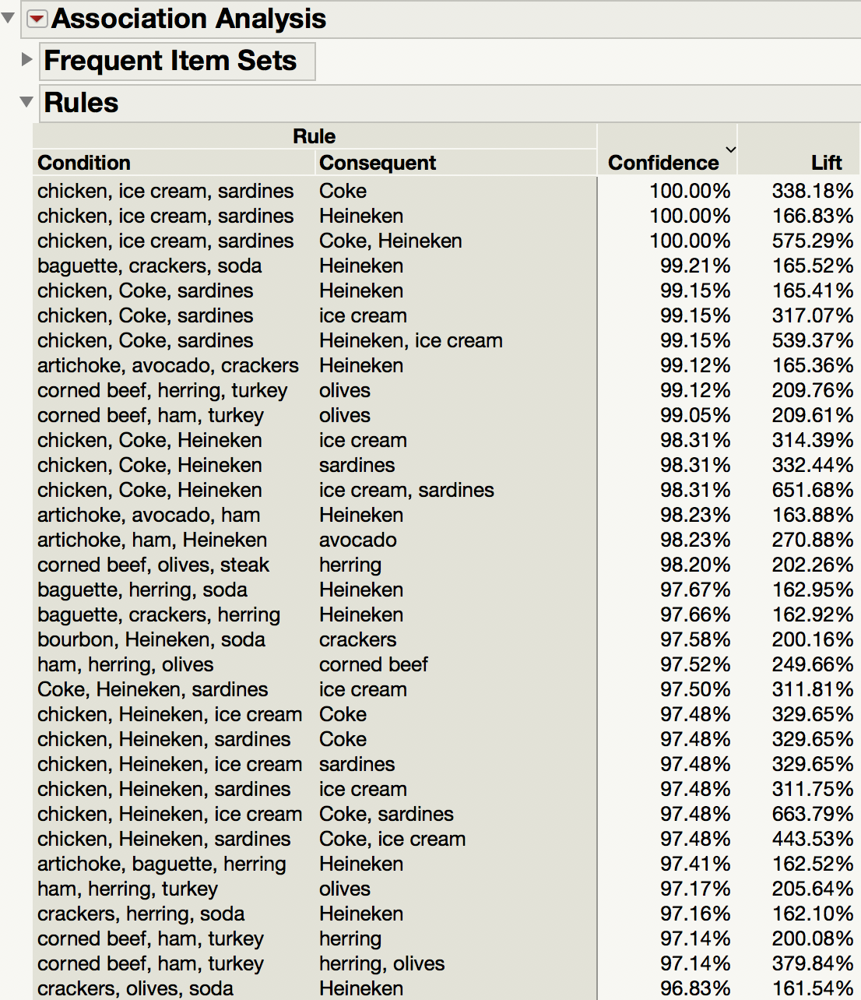 Association Analysis
Frequent Item Sets
Rules
Rule
Condition Consequent Confidence Lift
chicken, ice cream, sardines Coke 100.00% 338.18%
chicken, ice cream, sardines Heineken 100.00% 166.83%
chicken, ice cream, sardines Coke, Heineken 100.00% 575.29%
baguette, crackers, soda Heineken 99.21% 165.52%
chicken, Coke, sardines Heineken 99.15% 165.41%
chicken, Coke, sardines ice cream 99.15% 317.07%
chicken, Coke, sardines Heineken, ice cream 99.15% 539.37%
artichoke, avocado, crackers Heineken 99.12% 165.36%
corned beef, herring, turkey olives 99.12% 209.76%
corned beef, ham, turkey olives 99.05% 209.61%
chicken, Coke, Heineken ice cream 98.31% 314.39%
chicken, Coke, Heineken sardines 98.31% 332.44%
chicken, Coke, Heineken ice cream, sardines 98.31% 651.68%
artichoke, avocado, ham Heineken 98.23% 163.88%
artichoke, ham, Heineken avocado 98.23% 270.88%
corned beef, olives, steak herring 98.20% 202.26%
baguette, herring, soda Heineken 97.67% 162.95%
baguette, crackers, herring Heineken 97.66% 162.92%
bourbon, Heineken, soda crackers 97.58% 200.16%
ham, herring, olives corned beef 97.52% 249.66%
Coke, Heineken, sardines ice cream 97.50% 311.81%
chicken, Heineken, ice cream Coke 97.48% 329.65%
chicken, Heineken, sardines Coke 97.48% 329.65%
chicken, Heineken, ice cream sardines 97.48% 329.65%
chicken, Heineken, sardines ice cream 97.48% 311.75%
chicken, Heineken, ice cream Coke, sardines 97.48% 663.79%
chicken, Heineken, sardines Coke, ice cream 97.48% 443.53%
artichoke, baguette, herring Heineken 97.41% 162.52%
ham, herring, turkey olives 97.17% 205.64%
crackers, herring, soda Heineken 97.16% 162.10%
corned beef, ham, turkey herring 97.14% 200.08%
corned beef, ham, turkey herring, olives 97.14% 379.84%
crackers, olives, soda Heineken 96.83% 161.54%